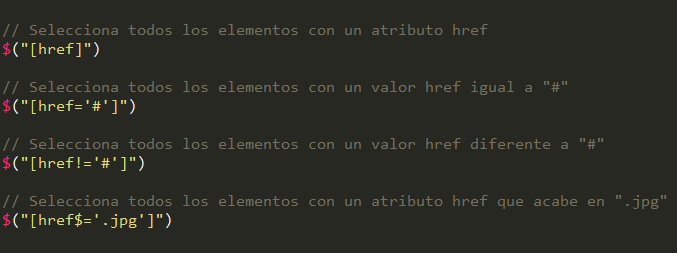 // Selecciona todos los elementos con un atributo href
$("[href]")
// Selecciona todos los elementos con un valor href igual a "#"
$("[href='#']")
// Selecciona todos los elementos con un valor href diferente a "#"
$("[href!='#']")
// Selecciona todos los elementos con un atributo href que acabe en ".jpg"
$("[href$='.jpg']")